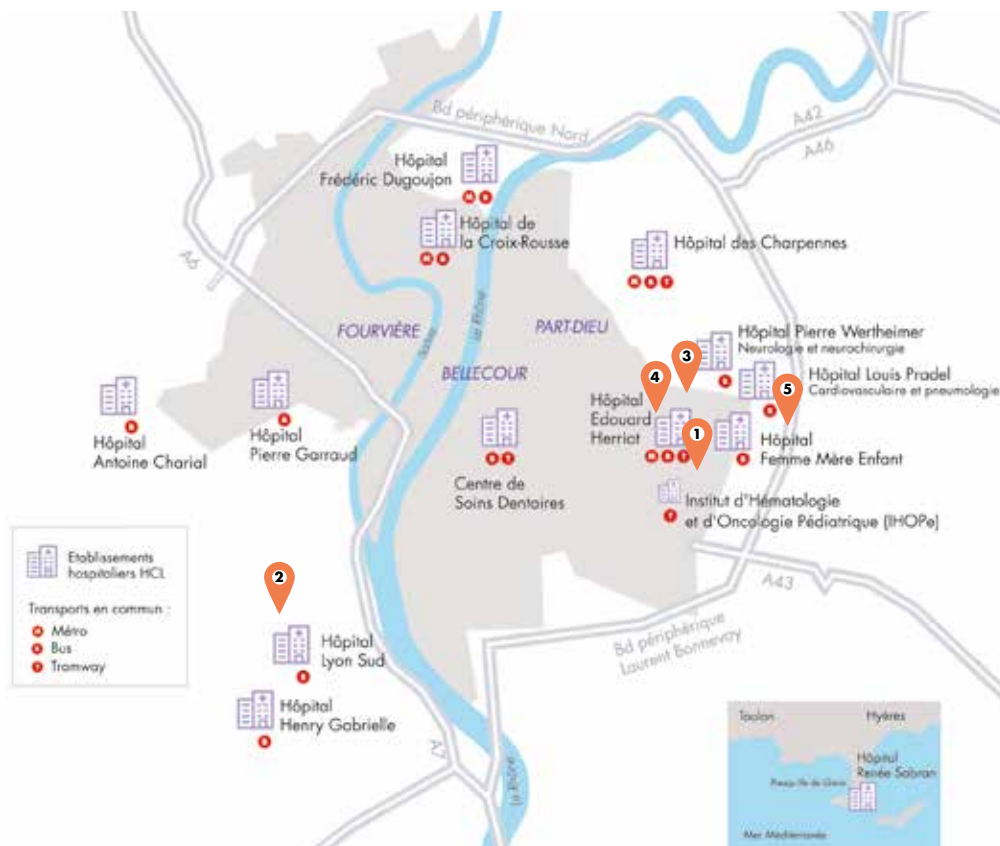 Bd périphérique Nord
A42
A46
Hôpital
Frédéric Dugoujon
M B
Hôpital de
la Croix-Rousse
M B
Hôpital des Charpennes
M B T
A6
Saône
Le Rhône
FOURVIÈRE
PART-DIEU
BELLECOUR
Hôpital Pierre Wertheimer
Neurologie et neurochirurgie
B
3
Hôpital Louis Pradel
Cardiovasculaire et pneumologie
B
4
5
Hôpital
Edouard
Herriot
M B T
1
Hôpital
Femme Mère Enfant
B
Hôpital
Antoine Charial
B
Hôpital
Pierre Garraud
B
B T
Centre de
Soins Dentaires
Institut d'Hématologie
et d'Oncologie Pédiatrique (IHOPe)
T
Etablissements
hospitaliers HCL
Transports en commun :
M Métro
B Bus
T Tramway
2
Hôpital
Lyon Sud
B
Hôpital
Henry Gabrielle
B
A43
Bd périphérique
Laurent Bonnevay
A7
Le Rhône
Toulon
Hyères
Hôpital
Renée Sabran
Presqu'île de Giens
Mer Méditerranée